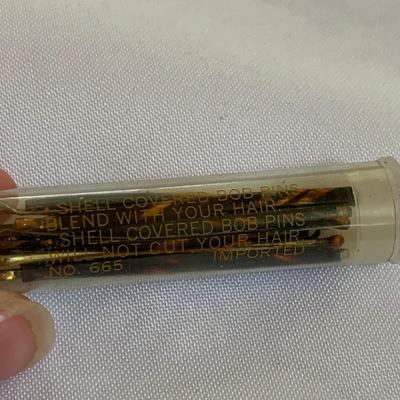 SHELL COVERED BOB PINS
BLEND WITH YOUR HAIR
SHELL COVERED BOB PINS
WILL NOT CUT YOUR HAIR
NO. 665 IMPORTED